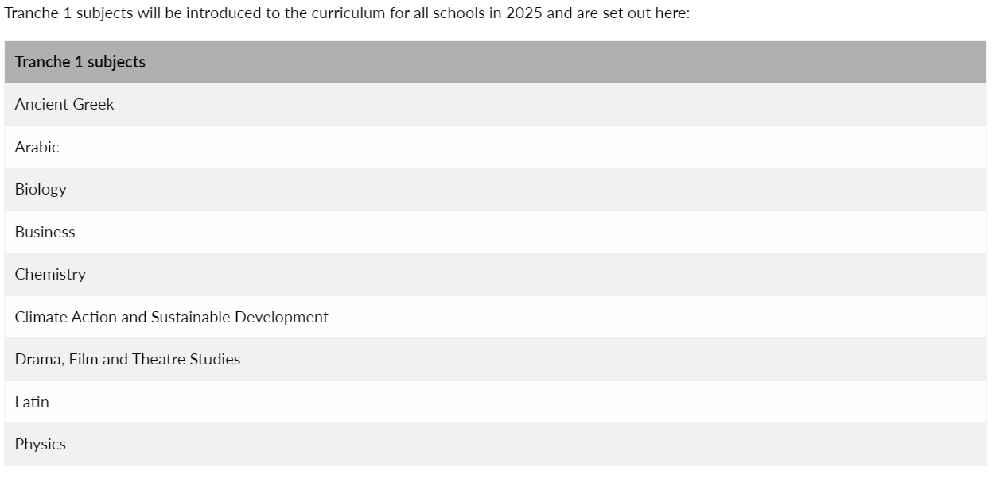 Tranche 1 subjects will be introduced to the curriculum for all schools in 2025 and are set out here:
Tranche 1 subjects
Ancient Greek
Arabic
Biology
Business
Chemistry
Climate Action and Sustainable Development
Drama, Film and Theatre Studies
Latin
Physics